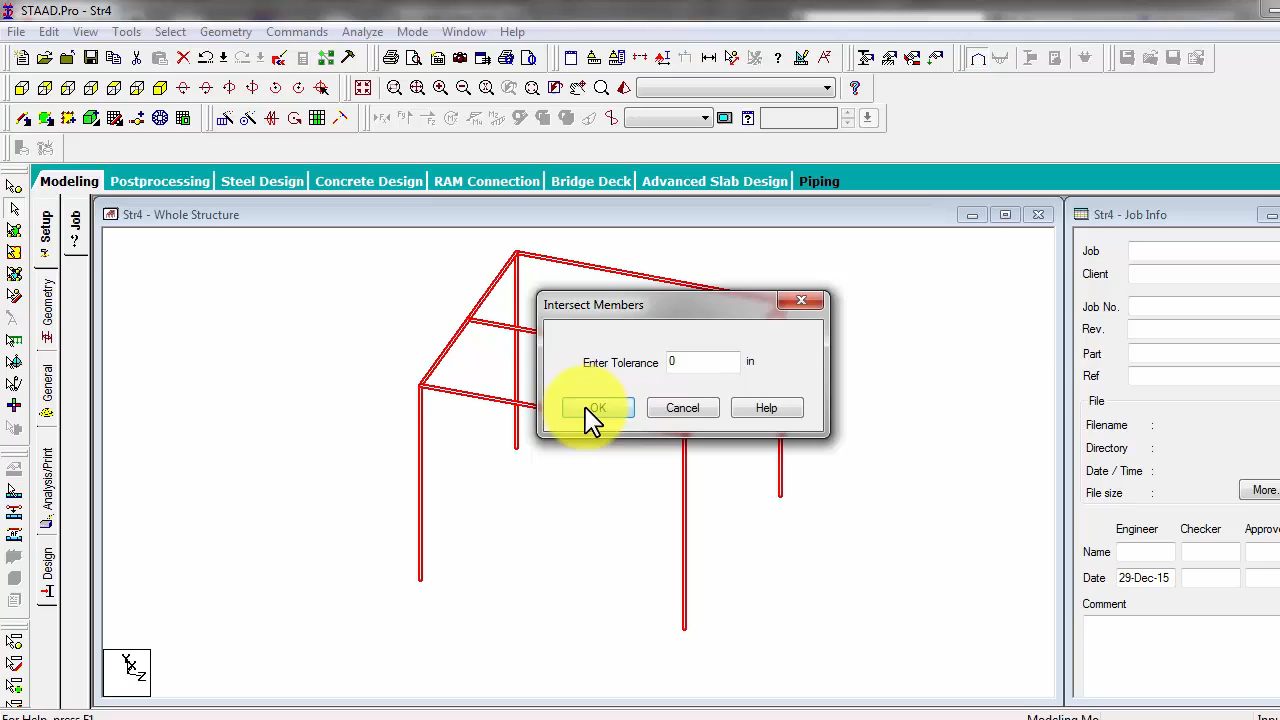 STAAD.Pro - Str4
File Edit View Tools Select Geometry Commands Analyze Mode Window Help
Modeling Postprocessing Steel Design Concrete Design RAM Connection Bridge Deck Advanced Slab Design Piping
Setup
Job
Geometry
General
Analysis/Print
Design
Str4 - Whole Structure
Intersect Members
Enter Tolerance 0 in
OK Cancel Help
Y
X
Z
Str4 - Job Info
Job
Client
Job No.
Rev.
Part
Ref
File
Filename :
Directory :
Date / Time :
File size :
More.
Engineer Checker Approve
Name
Date 29-Dec-15
Comment
For Help, press F1
Modeling Mo